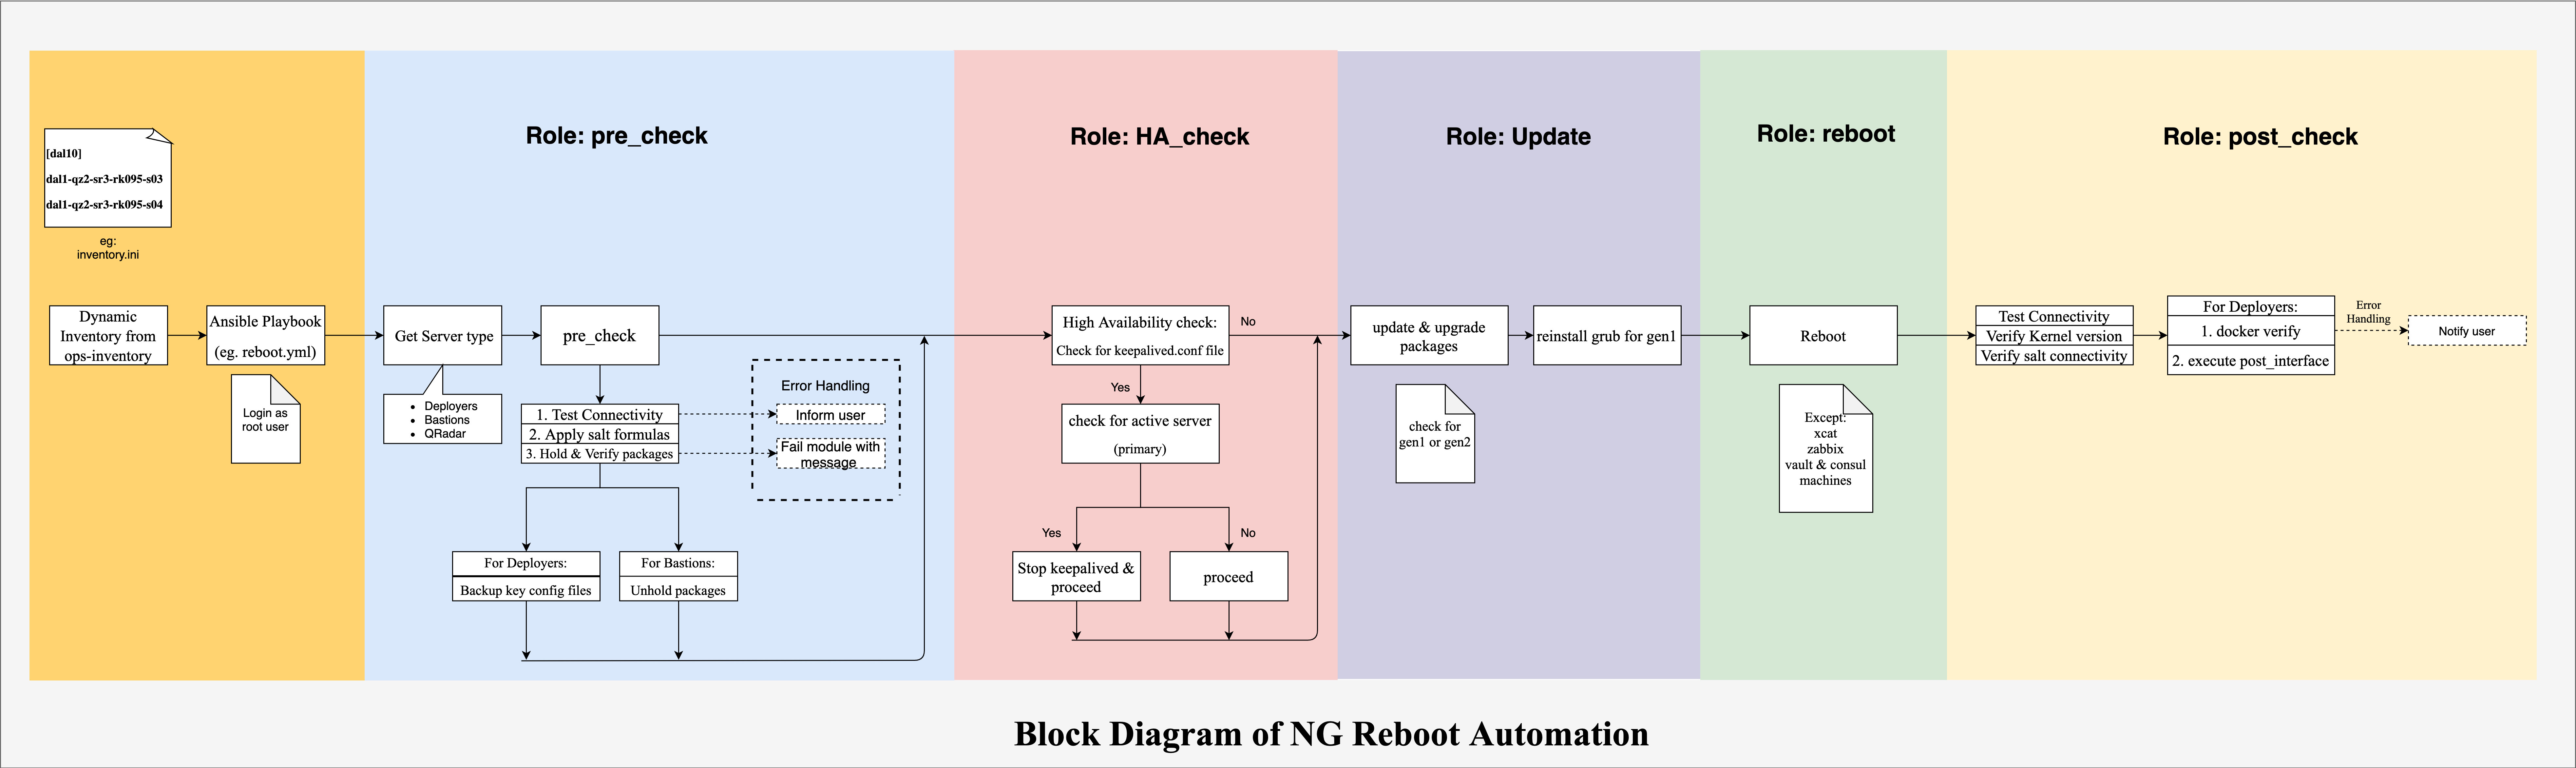 [dal10]
dal1-qz2-sr3-rk095-s03
dal1-qz2-sr3-rk095-s04
eg:
inventory.ini
Dynamic
Inventory from
ops-inventory
Ansible Playbook
(eg. reboot.yml)
Login as
root user
Role: pre_check
Get Server type
Deployers
Bastions
QRadar
pre_check
1. Test Connectivity
2. Apply salt formulas
3. Hold & Verify packages
Error Handling
Inform user
Fail module with
message
For Deployers:
Backup key config files
For Bastions:
Unhold packages
Role: HA_check
High Availability check:
Check for keepalived.conf file
No
Yes
check for active server
(primary)
Yes
No
Stop keepalived &
proceed
proceed
Role: Update
update & upgrade
packages
reinstall grub for gen1
check for
gen1 or gen2
Role: reboot
Reboot
Except:
xcat
zabbix
vault & consul
machines
Role: post_check
Test Connectivity
Verify Kernel version
Verify salt connectivity
For Deployers:
1. docker verify
2. execute post_interface
Error
Handling
Notify user
Block Diagram of NG Reboot Automation